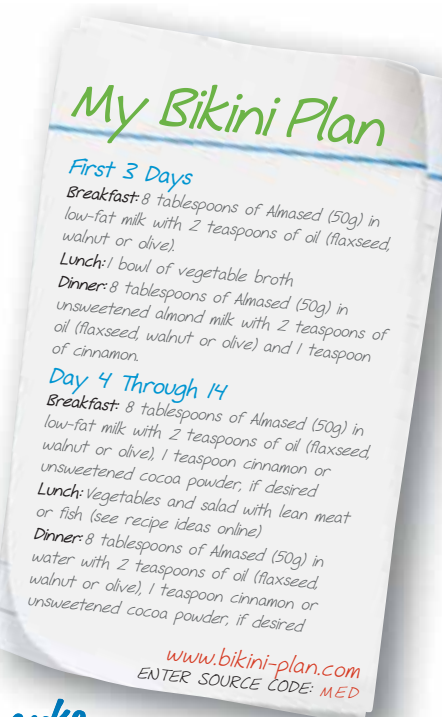 My Bikini Plan
First 3 Days
Breakfast: 8 tablespoons of Almased (50g) in
low-fat milk with 2 teaspoons of oil (flaxseed,
walnut or olive).
Lunch: 1 bowl of vegetable broth
Dinner: 8 tablespoons of Almased (50g) in
unsweetened almond milk with 2 teaspoons of
oil (flaxseed, walnut or olive) and 1 teaspoon
of cinnamon.
Day 4 Through 14
Breakfast: 8 tablespoons of Almased (50g) in
low-fat milk with 2 teaspoons of oil (flaxseed,
walnut or olive), 1 teaspoon cinnamon or
unsweetened cocoa powder, if desired
Lunch: Vegetables and salad with lean meat
or fish (see recipe ideas online)
Dinner: 8 tablespoons of Almased (50g) in
water with 2 teaspoons of oil (flaxseed,
walnut or olive), 1 teaspoon cinnamon or
unsweetened cocoa powder, if desired
www.bikini-plan.com
ENTER SOURCE CODE: MED